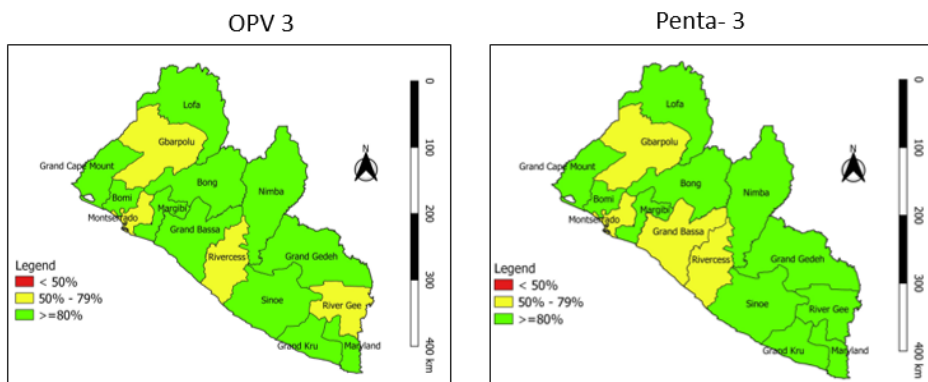 OPV 3
Lofa
Gbarpolu
Grand Cape Mount
Bong
Nimba
Bomi
Margibi
Montserrado
Grand Bassa
Rivercess
Grand Gedeh
Sinoe
River Gee
Grand Kru
Maryland
N
0
100
200
300
400 km
Legend
< 50%
50% - 79%
>=80%
Penta- 3
Lofa
Gbarpolu
Grand Cape Mount
Bong
Nimba
Bomi
Margibi
Montserrado
Grand Bassa
Rivercess
Grand Gedeh
Sinoe
River Gee
Grand Kru
Maryland
N
0
100
200
300
400 km
Legend
< 50%
50% - 79%
>=80%